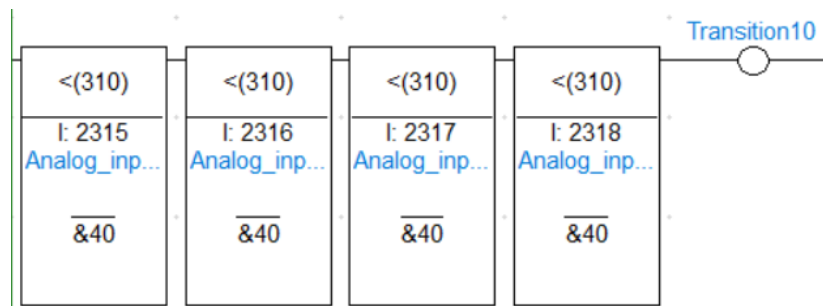 Transition10
<(310) <(310) <(310) <(310)
I: 2315 I: 2316 I: 2317 I: 2318
Analog_inp... Analog_inp... Analog_inp... Analog_inp...
&40 &40 &40 &40